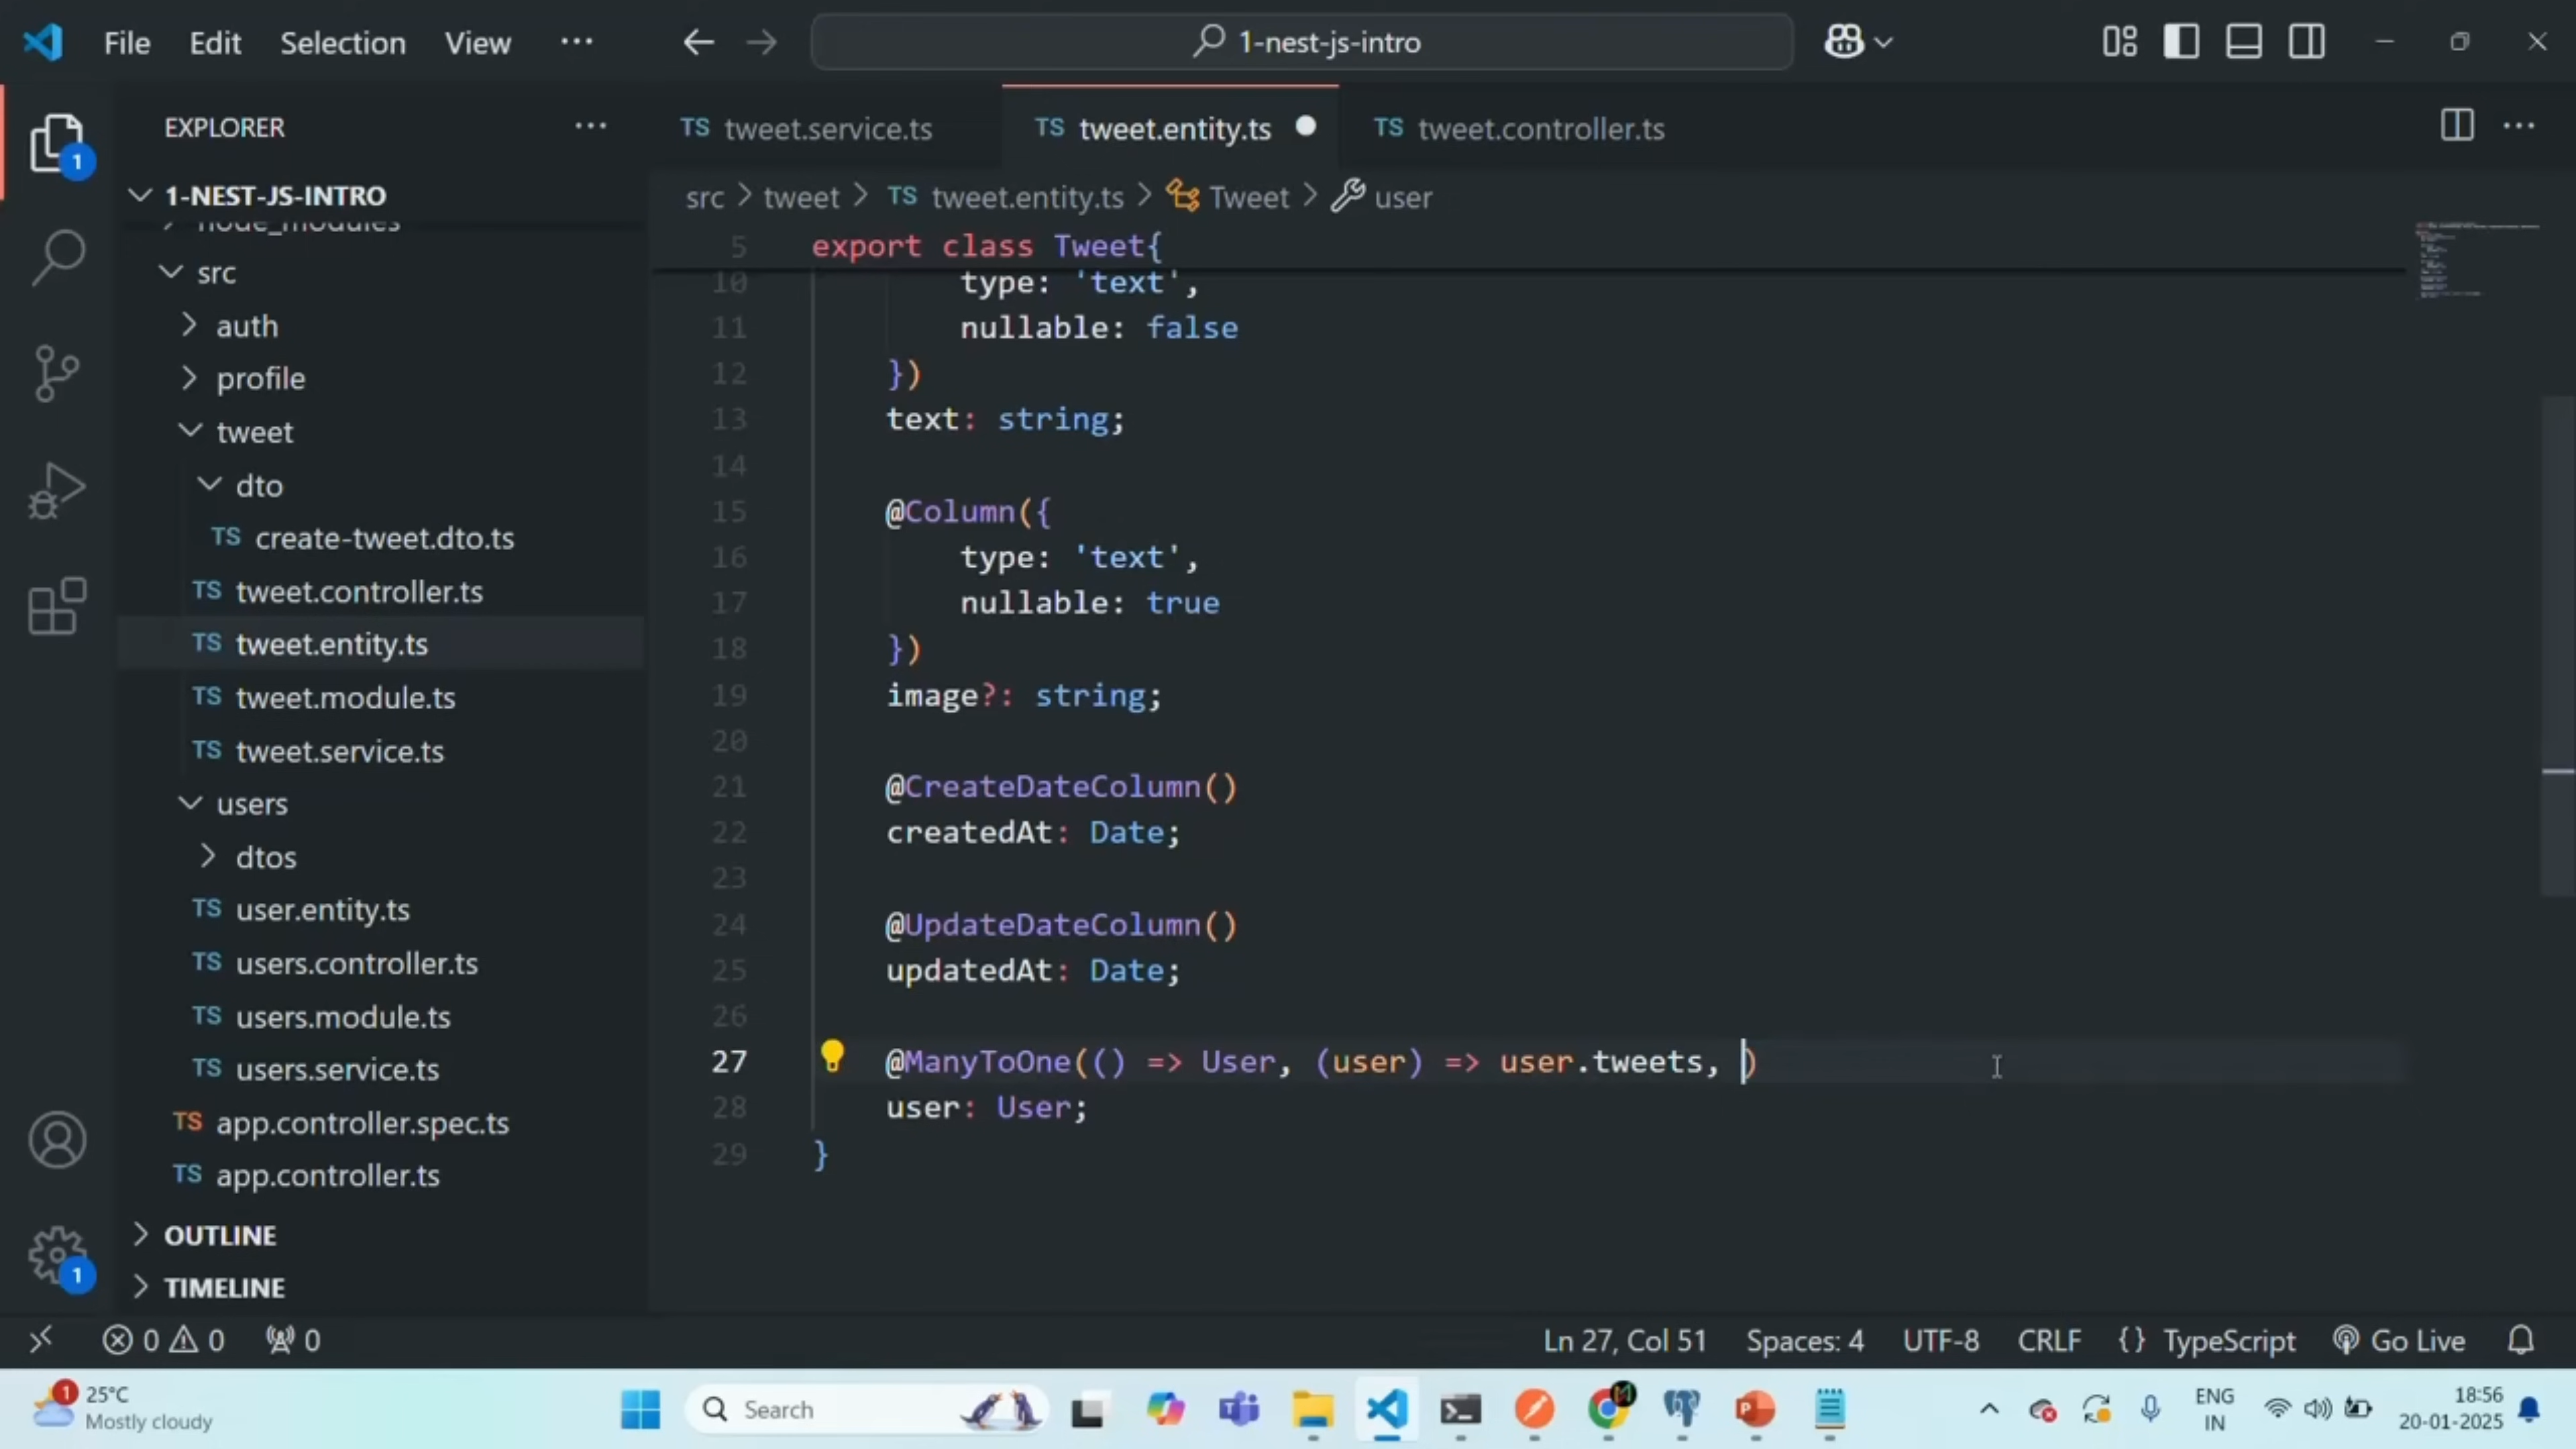 File Edit Selection View ··· 1-nest-js-intro
EXPLORER ···
1-NEST-JS-INTRO
node_modules
src
auth
profile
tweet
dto
TS create-tweet.dto.ts
TS tweet.controller.ts
TS tweet.entity.ts
TS tweet.module.ts
TS tweet.service.ts
users
dtos
TS user.entity.ts
TS users.controller.ts
TS users.module.ts
TS users.service.ts
TS app.controller.spec.ts
TS app.controller.ts
OUTLINE
TIMELINE
1
1
TS tweet.service.ts TS tweet.entity.ts TS tweet.controller.ts
src > tweet > TS tweet.entity.ts > Tweet > user
5 export class Tweet{
10 type: 'text',
11 nullable: false
12 })
13 text: string;
14
15 @Column({
16 type: 'text',
17 nullable: true
18 })
19 image?: string;
20
21 @CreateDateColumn()
22 createdAt: Date;
23
24 @UpdateDateColumn()
25 updatedAt: Date;
26
27 @ManyToOne(() => User, (user) => user.tweets, )
28 user: User;
29 }
0 0 0 Ln 27, Col 51 Spaces: 4 UTF-8 CRLF {} TypeScript Go Live
1 25°C
Mostly cloudy
Search
ENG
IN
18:56
20-01-2025